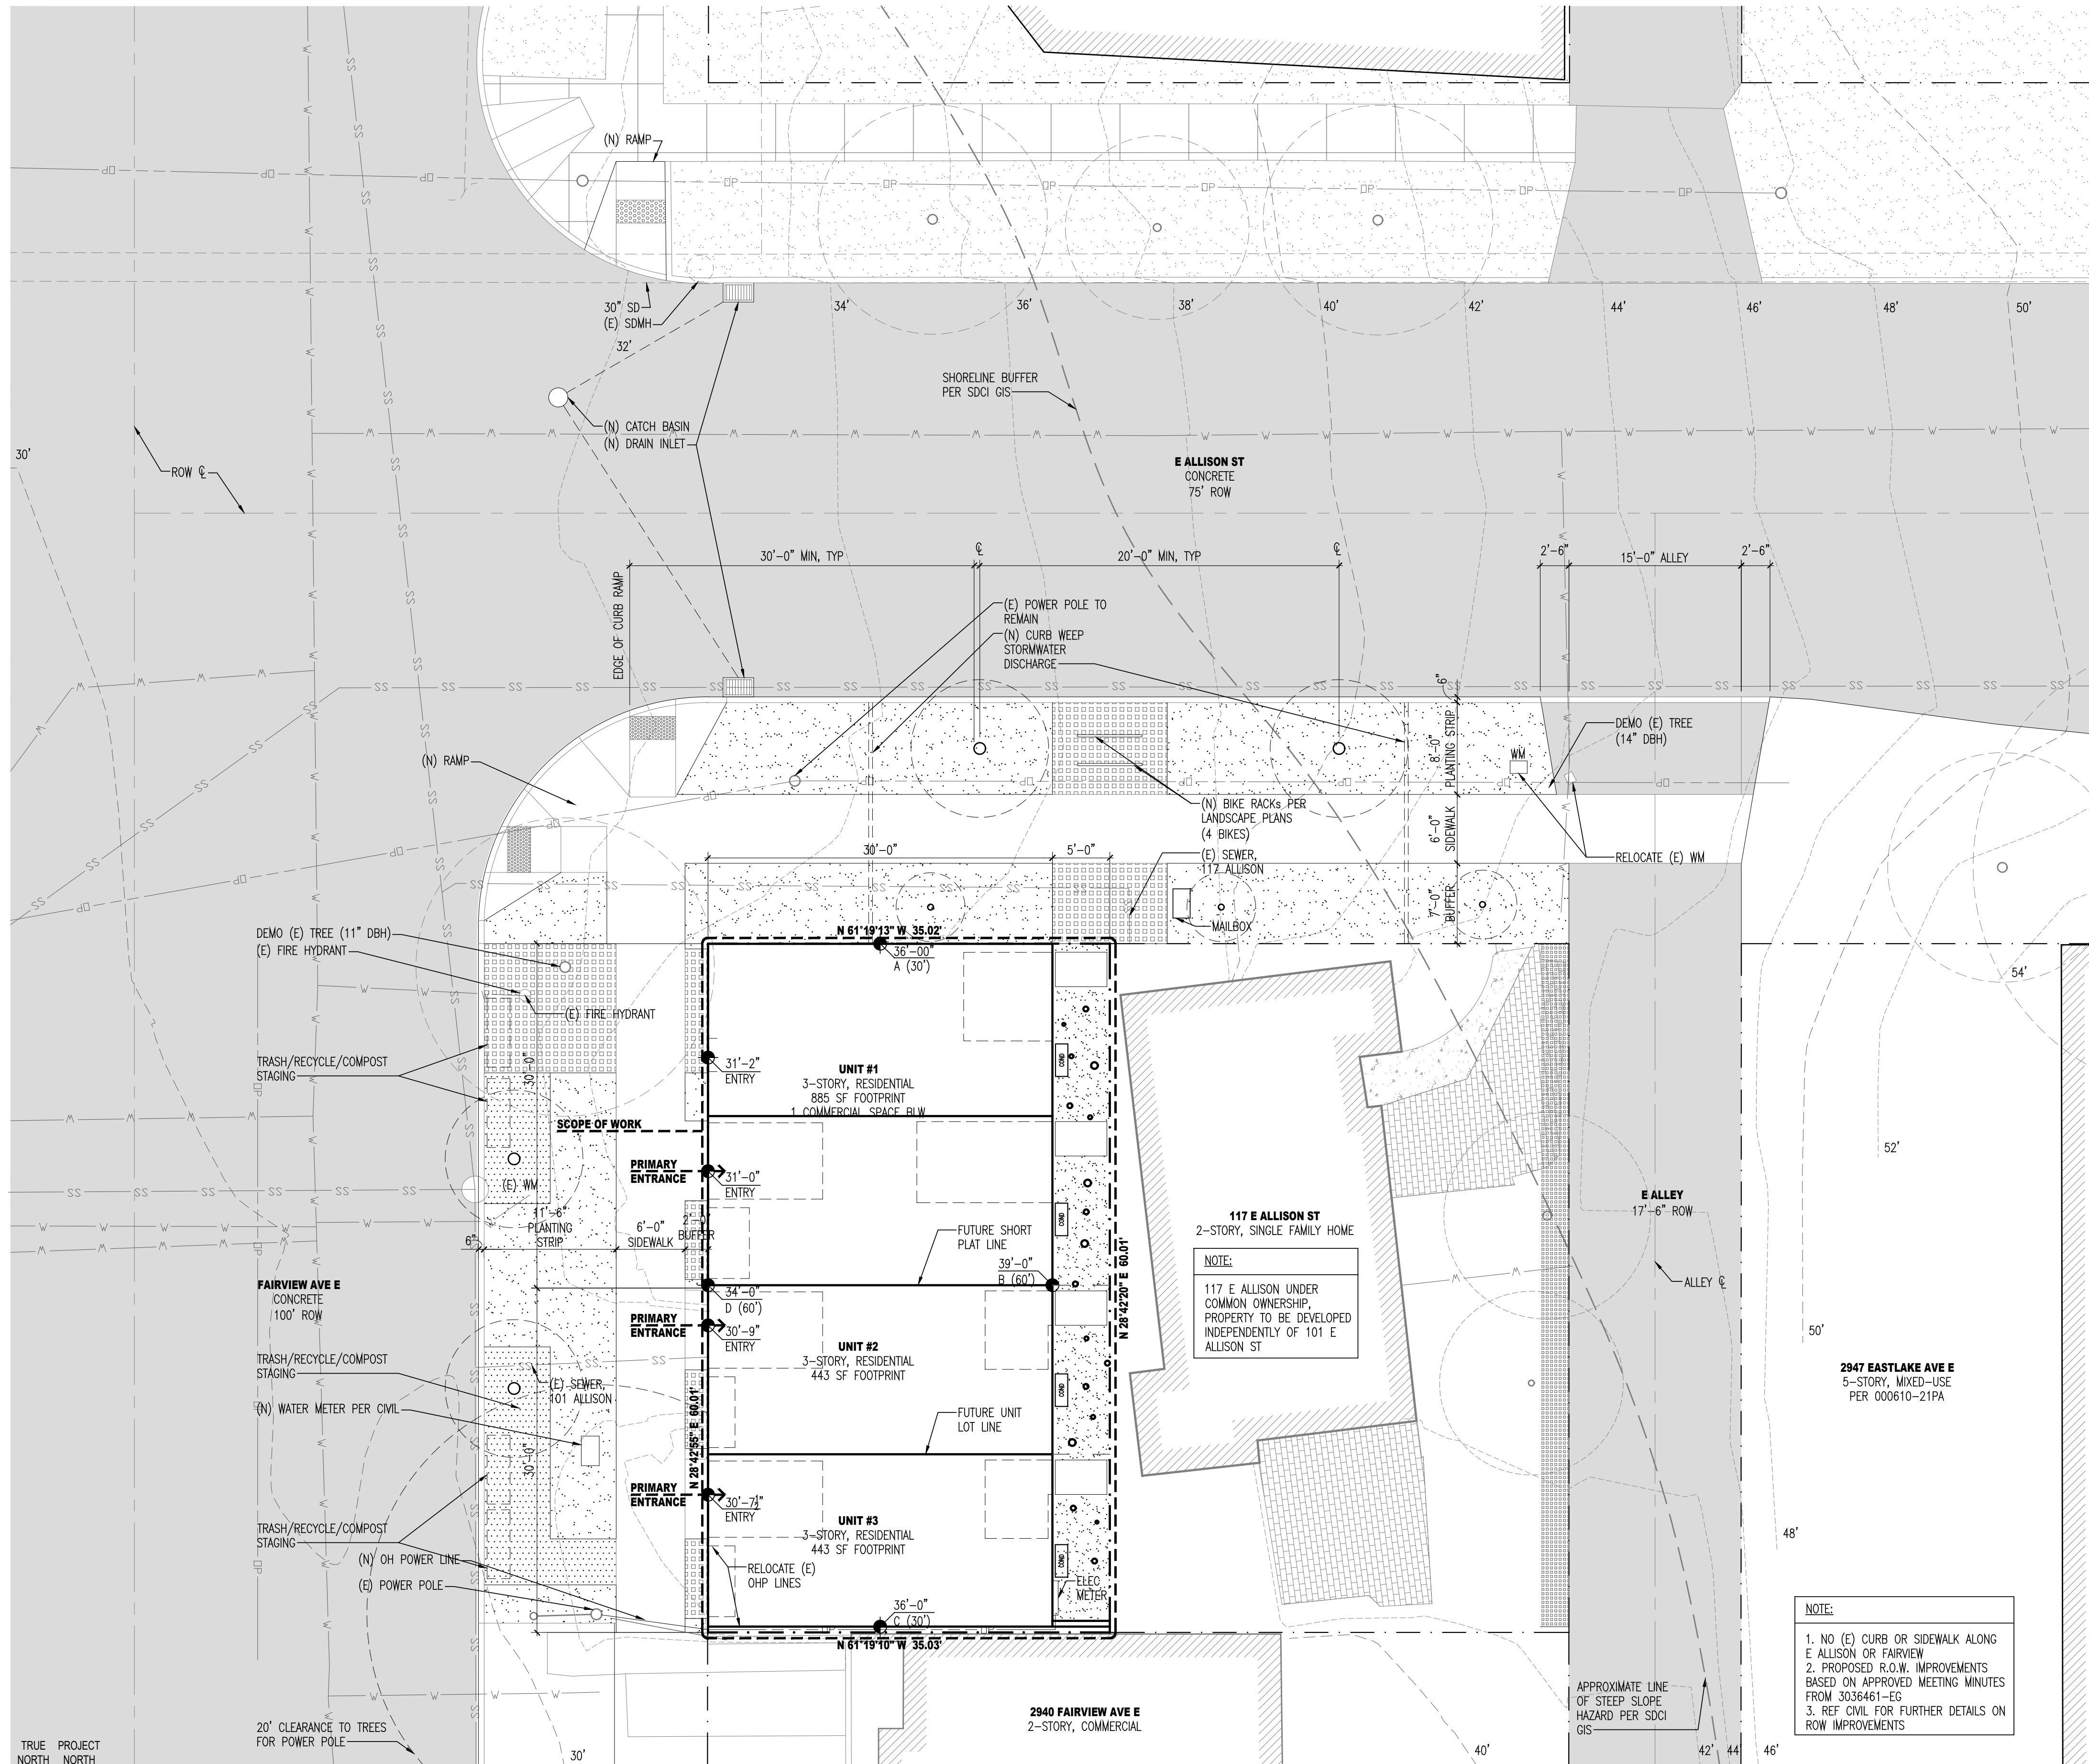 (N) RAMP
30" SD
(E) SDMH
32'
34'
36'
38'
40'
42'
44'
46'
48'
50'
SHORELINE BUFFER
PER SDCI GIS
(N) CATCH BASIN
(N) DRAIN INLET
30'
ROW ℄
E ALLISON ST
CONCRETE
75' ROW
30'-0" MIN, TYP
℄
20'-0" MIN, TYP
℄
2'-6"
15'-0" ALLEY
2'-6"
EDGE OF CURB RAMP
(E) POWER POLE TO
REMAIN
(N) CURB WEEP
STORMWATER
DISCHARGE
6"
8'-0"
PLANTING STRIP
DEMO (E) TREE
(14" DBH)
WM
(N) RAMP
(N) BIKE RACKs PER
LANDSCAPE PLANS
(4 BIKES)
6'-0"
SIDEWALK
RELOCATE (E) WM
30'-0"
5'-0"
(E) SEWER,
117 ALLISON
7'-0"
BUFFER
MAILBOX
DEMO (E) TREE (11" DBH)
(E) FIRE HYDRANT
(E) FIRE HYDRANT
N 61°19'13" W 35.02'
36'-00"
A (30')
54'
TRASH/RECYCLE/COMPOST
STAGING
30'-0"
31'-2"
ENTRY
UNIT #1
3-STORY, RESIDENTIAL
885 SF FOOTPRINT
1 COMMERCIAL SPACE BLW
COND
SCOPE OF WORK
PRIMARY
ENTRANCE
31'-0"
ENTRY
52'
(E) WM
11'-6"
PLANTING
STRIP
6'-0"
SIDEWALK
2'-0"
BUFFER
6"
COND
117 E ALLISON ST
2-STORY, SINGLE FAMILY HOME
E ALLEY
17'-6" ROW
FUTURE SHORT
PLAT LINE
NOTE:
117 E ALLISON UNDER
COMMON OWNERSHIP,
PROPERTY TO BE DEVELOPED
INDEPENDENTLY OF 101 E
ALLISON ST
N 28°42'20" E 60.01'
39'-0"
B (60')
FAIRVIEW AVE E
CONCRETE
100' ROW
34'-0"
D (60')
ALLEY ℄
PRIMARY
ENTRANCE
30'-9"
ENTRY
50'
UNIT #2
3-STORY, RESIDENTIAL
443 SF FOOTPRINT
COND
TRASH/RECYCLE/COMPOST
STAGING
(E) SEWER,
101 ALLISON
2947 EASTLAKE AVE E
5-STORY, MIXED-USE
PER 000610-21PA
(N) WATER METER PER CIVIL
N 28°42'55" E 60.01'
FUTURE UNIT
LOT LINE
30'-0"
PRIMARY
ENTRANCE
30'-7½"
ENTRY
UNIT #3
3-STORY, RESIDENTIAL
443 SF FOOTPRINT
COND
48'
TRASH/RECYCLE/COMPOST
STAGING
(N) OH POWER LINE
(E) POWER POLE
RELOCATE (E)
OHP LINES
ELEC
METER
36'-0"
C (30')
N 61°19'10" W 35.03'
NOTE:
1. NO (E) CURB OR SIDEWALK ALONG
E ALLISON OR FAIRVIEW
2. PROPOSED R.O.W. IMPROVEMENTS
BASED ON APPROVED MEETING MINUTES
FROM 3036461-EG
3. REF CIVIL FOR FURTHER DETAILS ON
ROW IMPROVEMENTS
APPROXIMATE LINE
OF STEEP SLOPE
HAZARD PER SDCI
GIS
2940 FAIRVIEW AVE E
2-STORY, COMMERCIAL
20' CLEARANCE TO TREES
FOR POWER POLE
30'
40'
42'
44'
46'
TRUE
NORTH
PROJECT
NORTH